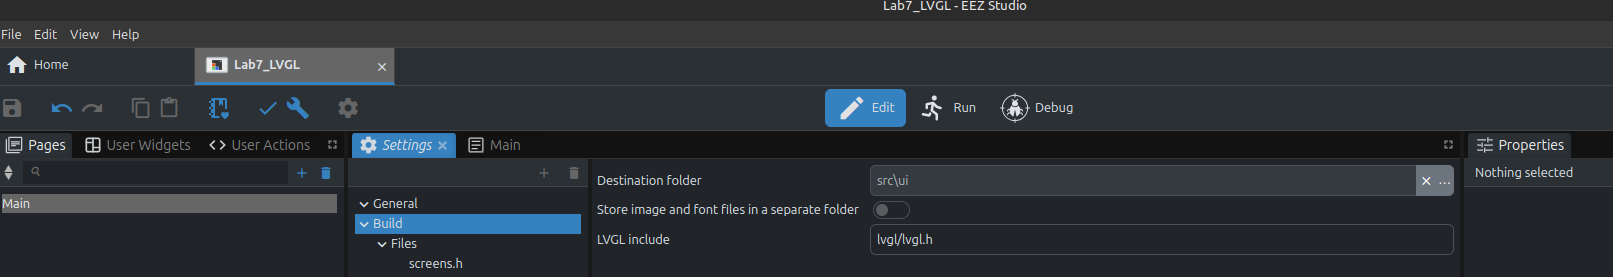 Lab7_LVGL - EEZ Studio
File Edit View Help
Home Lab7_LVGL
Edit Run Debug
Pages User Widgets User Actions Settings Main Properties
Destination folder src\ui ... Nothing selected
Main General Store image and font files in a separate folder
Build
LVGL include lvgl/lvgl.h
Files
screens.h